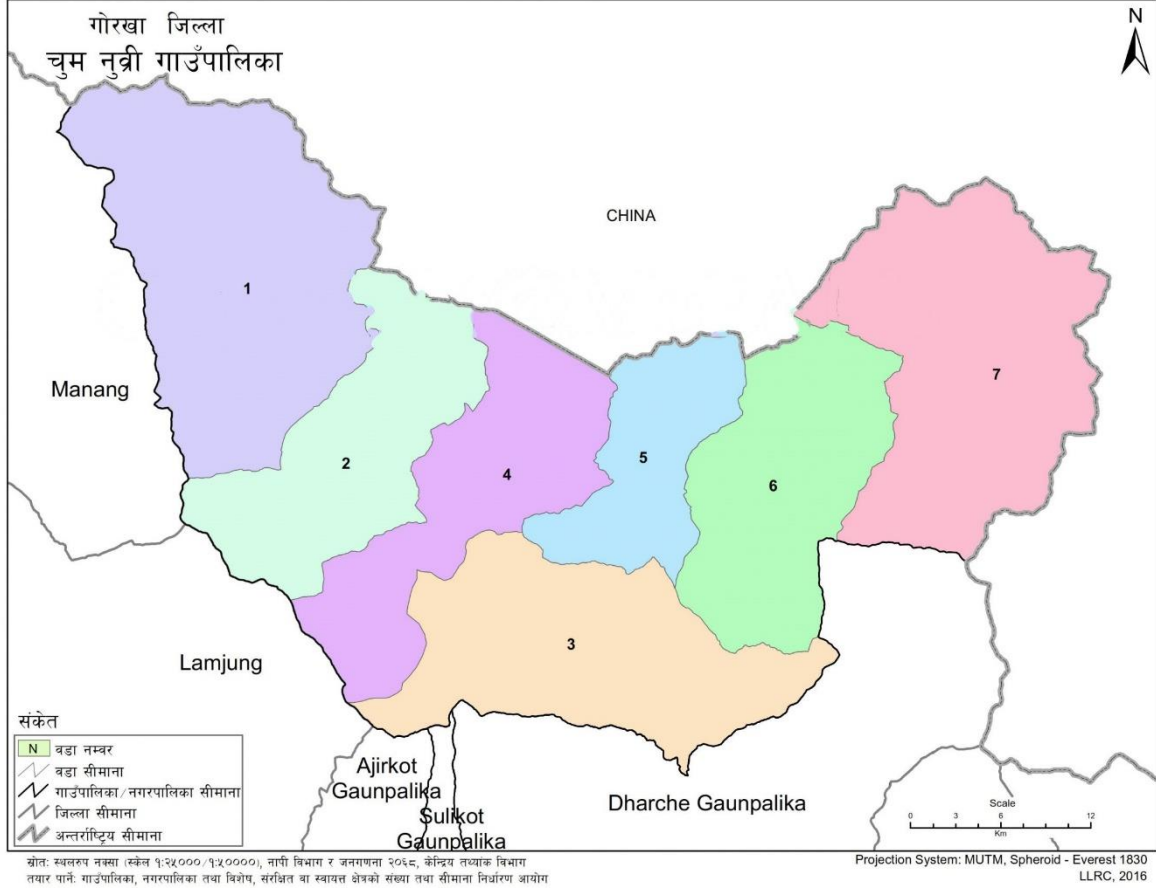 गोरखा जिल्ला
चुम नुव्री गाउँपालिका
N
CHINA
1
7
Manang
2
4
5
6
3
Lamjung
संकेत
N वडा नम्वर
वडा सीमाना
गाउँपालिका/नगरपालिका सीमाना
जिल्ला सीमाना
अन्तर्राष्ट्रिय सीमाना
Ajirkot
Gaunpalika
Sulikot
Gaunpalika
Dharche Gaunpalika
Scale
0 3 6 12
Km
स्रोत: स्थलरुप नक्सा (स्केल १:२५०००/१:५००००), नापी विभाग र जनगणना २०६८, केन्द्रिय तथ्यांक विभाग
तयार पार्ने: गाउँपालिका, नगरपालिका तथा विशेष, संरक्षित वा स्वायत्त क्षेत्रको संख्या तथा सीमाना निर्धारण आयोग
Projection System: MUTM, Spheroid - Everest 1830
LLRC, 2016